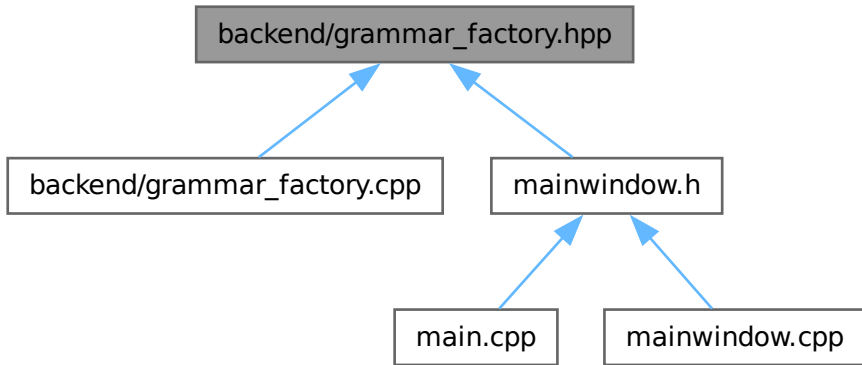 backend/grammar_factory.hpp
backend/grammar_factory.cpp
mainwindow.h
main.cpp
mainwindow.cpp